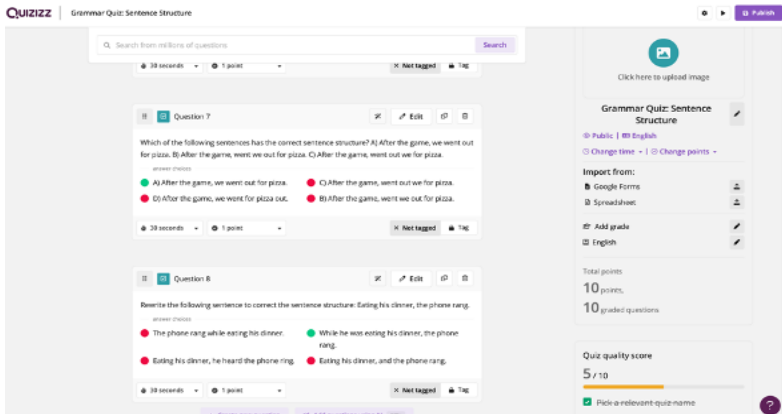 QUIZIZZ
Grammar Quiz: Sentence Structure
Publish
Search from millions of questions
Search
30 seconds
1 point
Not tagged
Tag
Question 7
Edit
Which of the following sentences has the correct sentence structure? A) After the game, we went out
for pizza. B) After the game, went we out for pizza. C) After the game, went out we for pizza.
answer choices
A) After the game, we went out for pizza.
C) After the game, went out we for pizza.
D) After the game, we went for pizza out.
B) After the game, went we out for pizza.
30 seconds
1 point
Not tagged
Tag
Question 8
Edit
Rewrite the following sentence to correct the sentence structure: Eating his dinner, the phone rang.
answer choices
The phone rang while eating his dinner.
While he was eating his dinner, the phone
rang.
Eating his dinner, he heard the phone ring.
Eating his dinner, and the phone rang.
30 seconds
1 point
Not tagged
Tag
Click here to upload image
Grammar Quiz: Sentence
Structure
Public
English
Change time
Change points
Import from:
Google Forms
Spreadsheet
Add grade
English
Total points
10 points,
10 graded questions
Quiz quality score
5 / 10
Pick a relevant quiz name
?